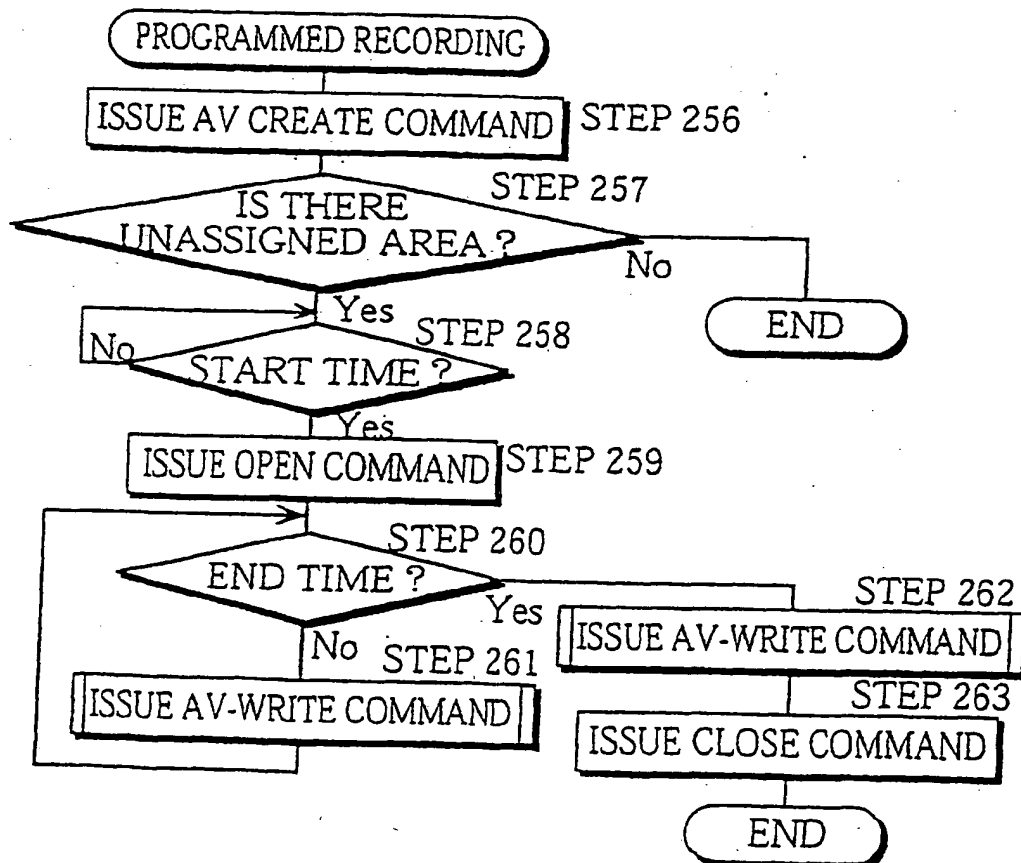 PROGRAMMED RECORDING
ISSUE AV CREATE COMMAND
STEP 256
STEP 257
IS THERE
UNASSIGNED AREA ?
No
END
Yes
STEP 258
No
START TIME ?
Yes
ISSUE OPEN COMMAND
STEP 259
STEP 260
END TIME ?
Yes
No
STEP 261
ISSUE AV-WRITE COMMAND
STEP 262
ISSUE AV-WRITE COMMAND
STEP 263
ISSUE CLOSE COMMAND
END